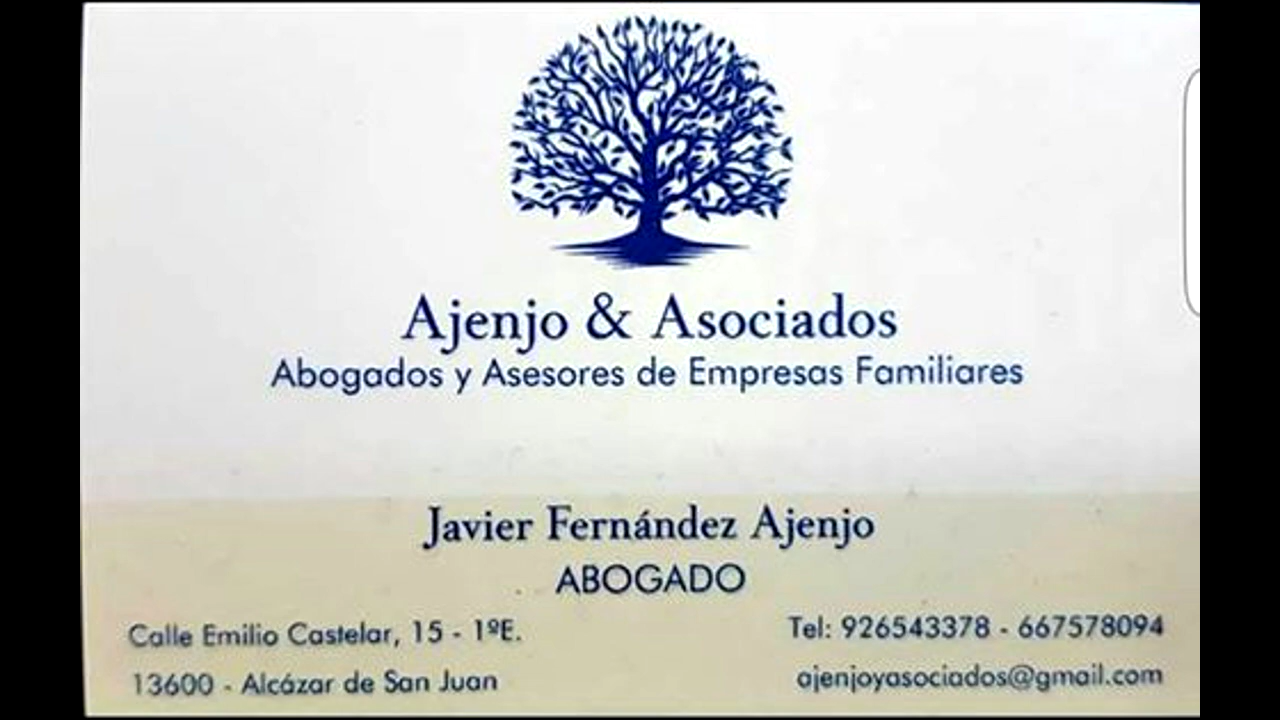 Ajenjo & Asociados
Abogados y Asesores de Empresas Familiares
Javier Fernández Ajenjo
ABOGADO
Calle Emilio Castelar, 15 - 1ºE.
13600 - Alcázar de San Juan
Tel: 926543378 - 667578094
ajenjoyasociados@gmail.com